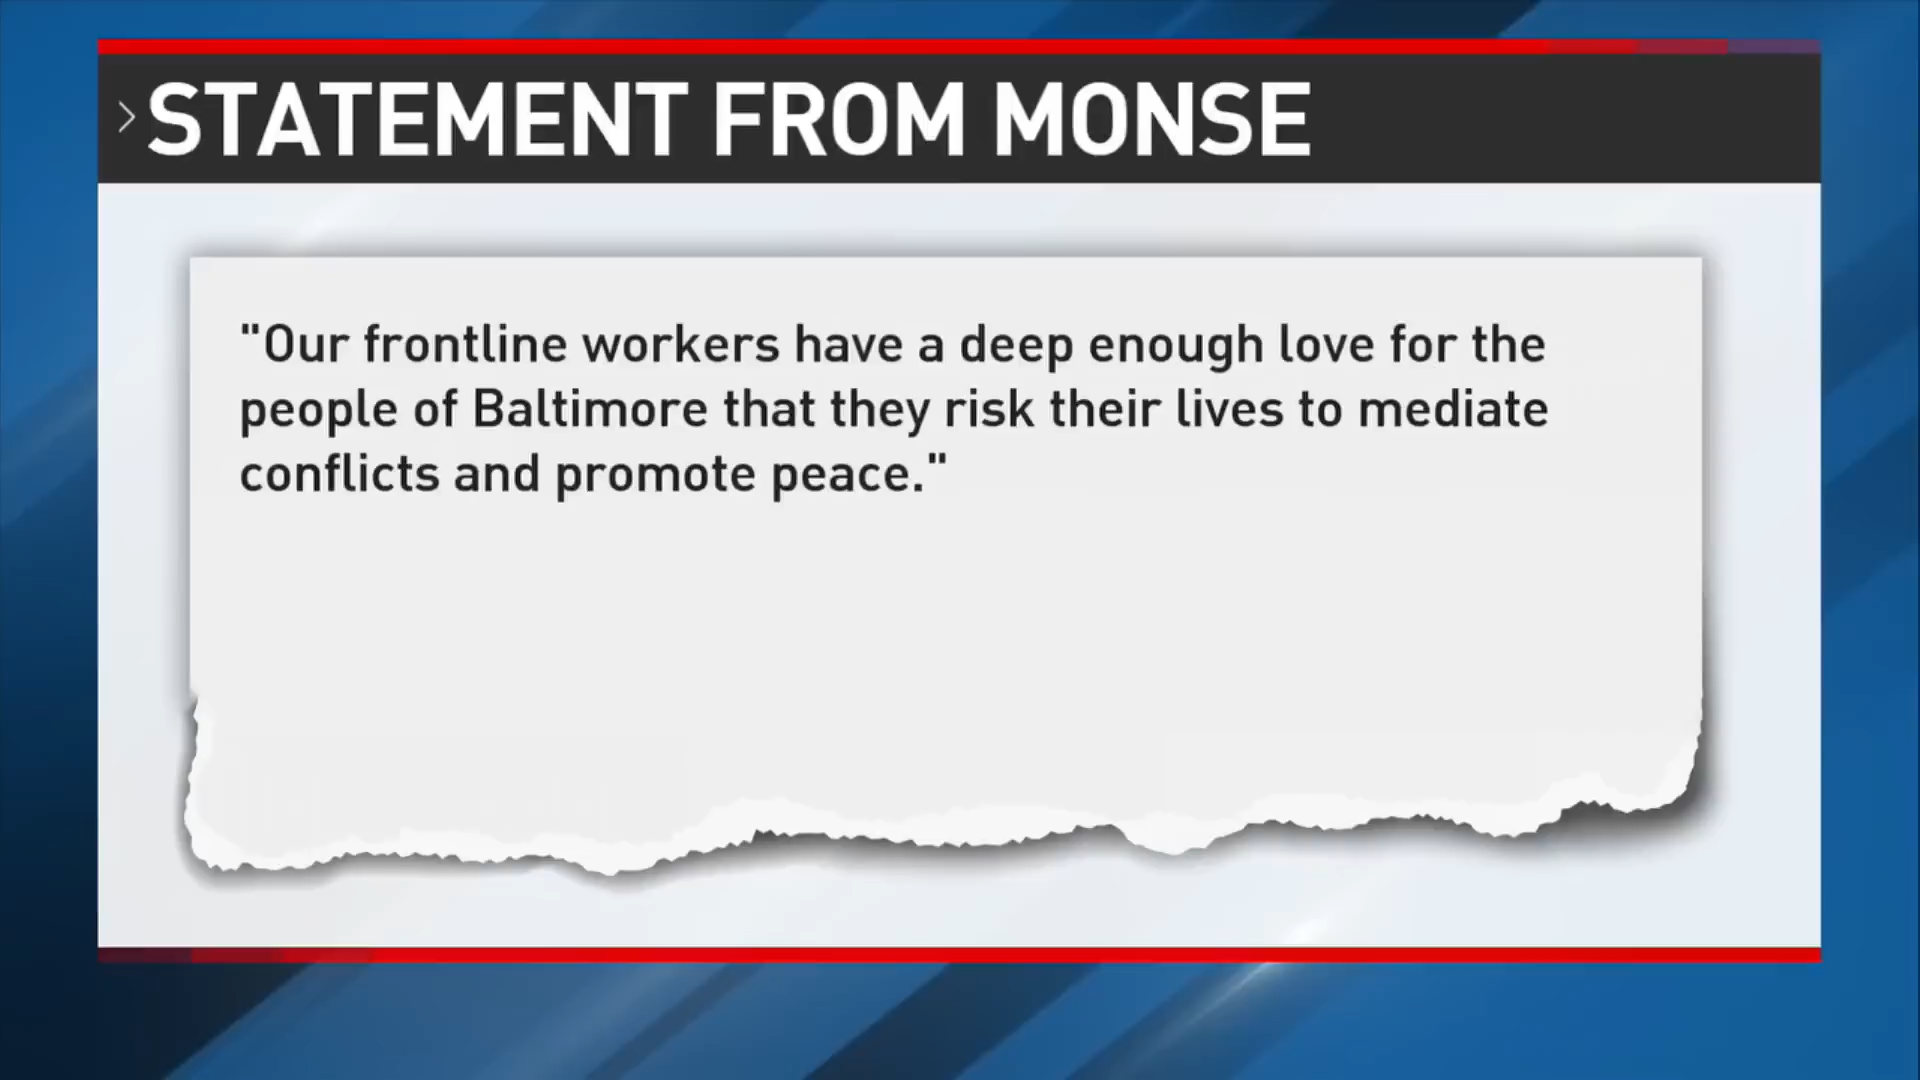 STATEMENT FROM MONSE
"Our frontline workers have a deep enough love for the
people of Baltimore that they risk their lives to mediate
conflicts and promote peace."